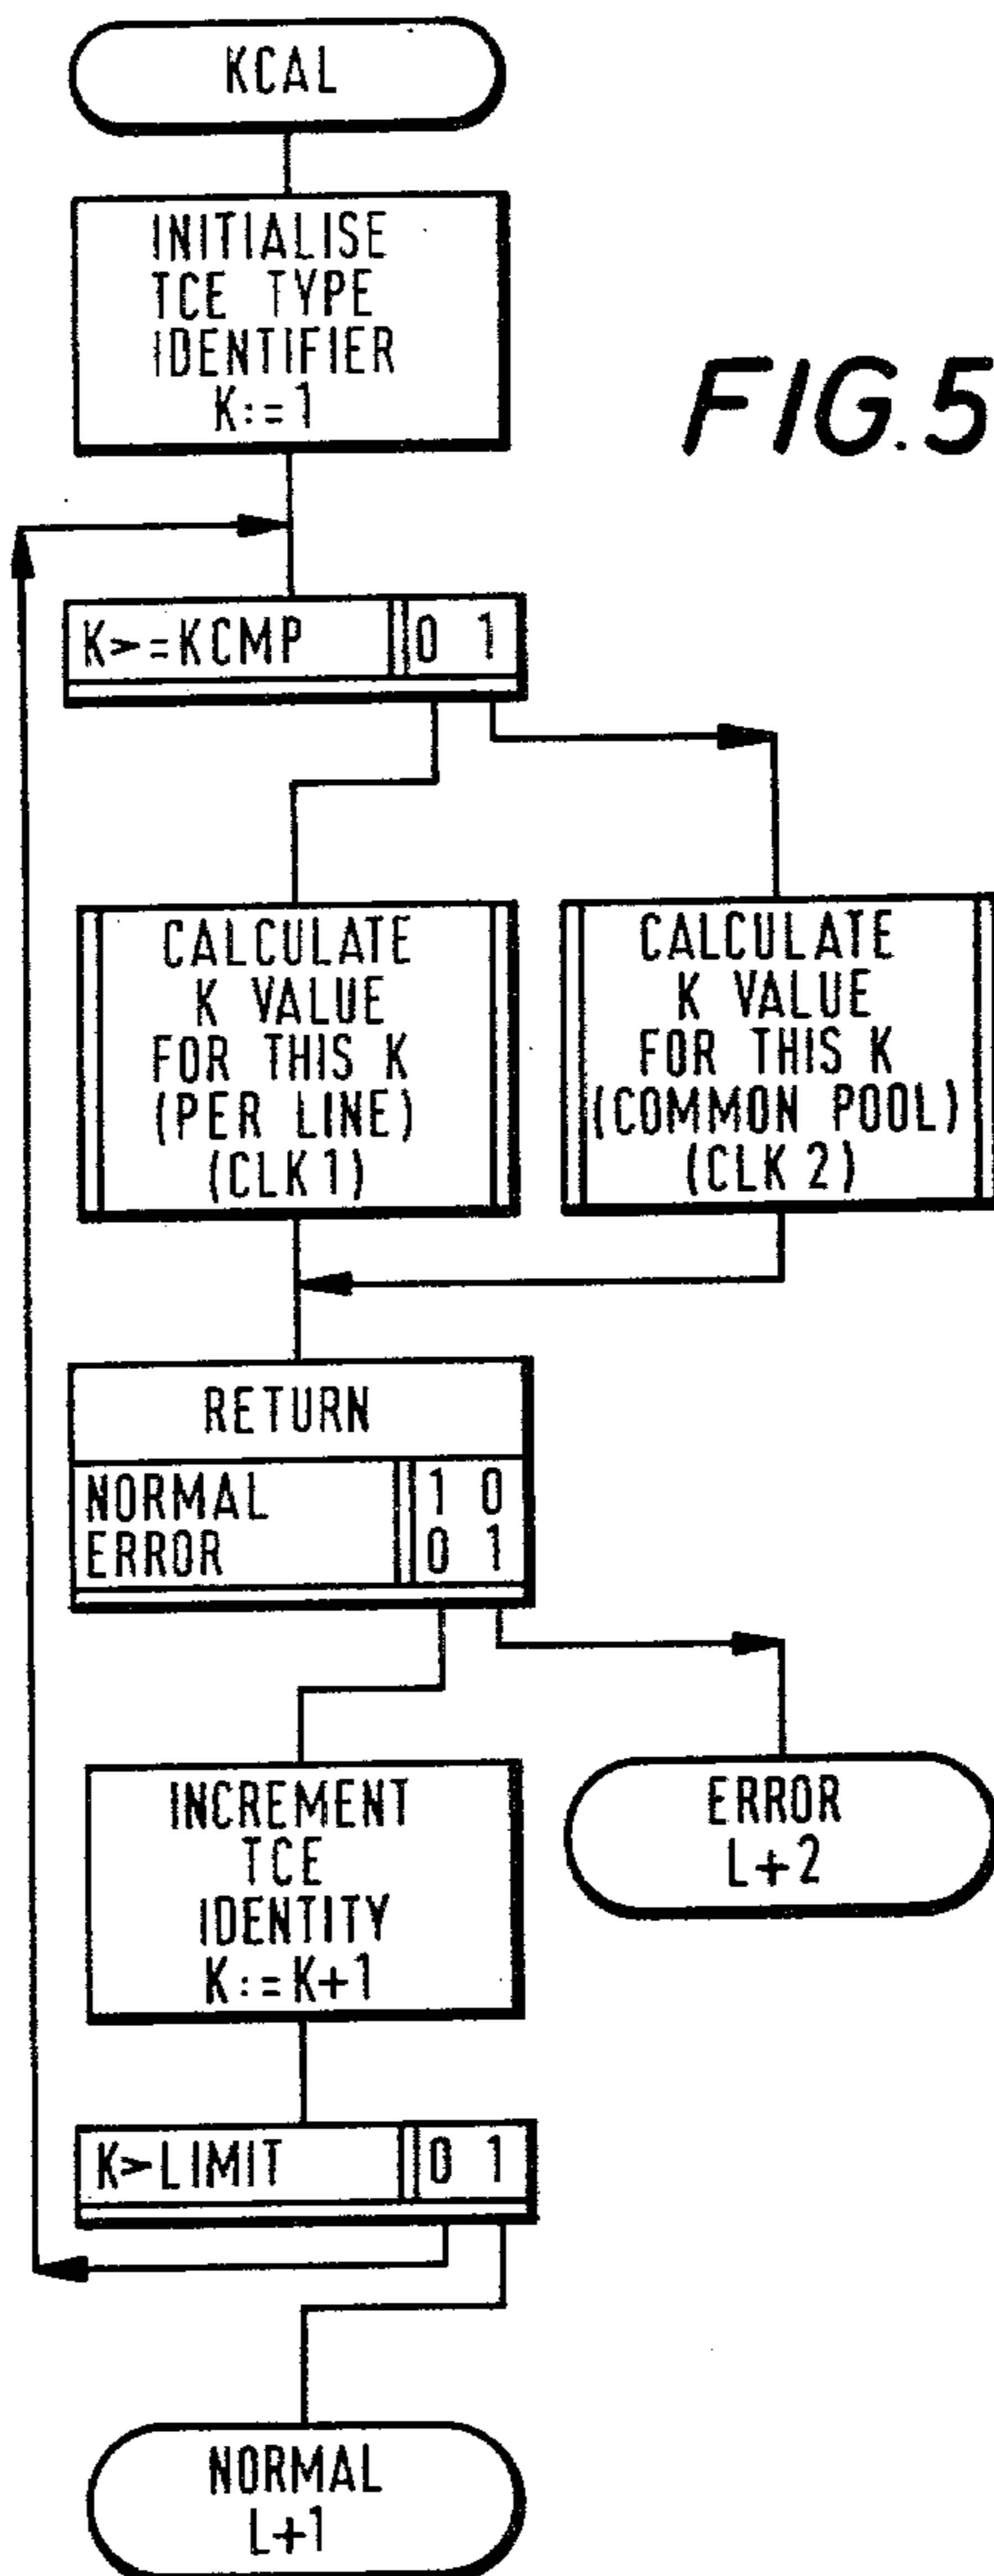 KCAL
INITIALISE
TCE TYPE
IDENTIFIER
K:=1
FIG.5
K>=KCMP 0 1
CALCULATE
K VALUE
FOR THIS K
(PER LINE)
(CLK1)
CALCULATE
K VALUE
FOR THIS K
(COMMON POOL)
(CLK 2)
RETURN
NORMAL 1 0
ERROR 0 1
INCREMENT
TCE
IDENTITY
K:=K+1
ERROR
L+2
K>LIMIT 0 1
NORMAL
L+1